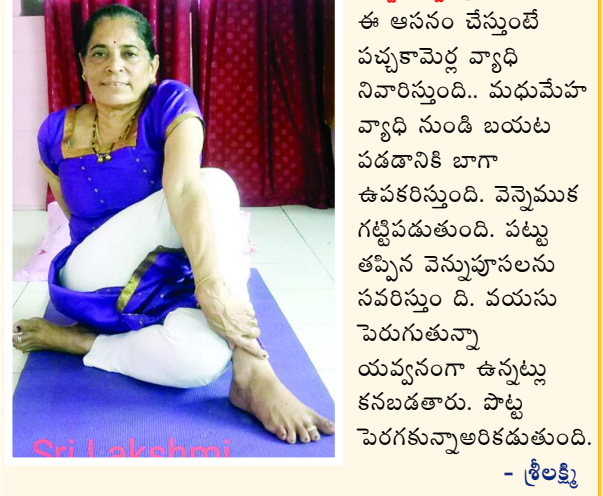 ఈ ఆసనం చేస్తుంటే
పచ్చకామెర్ల వ్యాధి
నివారిస్తుంది.. మధుమేహ
వ్యాధి నుండి బయట
పడడానికి బాగా
ఉపకరిస్తుంది. వెన్నెముక
గట్టిపడుతుంది. పట్టు
తప్పిన వెన్నుపూసలను
సవరిస్తుం ది. వయసు
పెరుగుతున్నా
యవ్వనంగా ఉన్నట్లు
కనబడతారు. పొట్ట
పెరగకున్నాఅరికడుతుంది.
- శ్రీలక్ష్మి
Sri Lakshmi